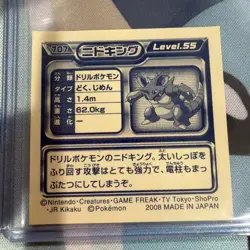 707 ニドキング Level.55
分類 ドリルポケモン
タイプ どく、じめん
高さ 1.4m
重さ 62.0kg
進化 ー
ドリルポケモンのニドキング。太いしっぽを
ふり回す攻撃はとても強力で、電柱もまっ
ぷたつにしてしまうぞ。
©Nintendo・Creatures・GAME FREAK・TV Tokyo・ShoPro
・JR Kikaku ©Pokémon 2008 MADE IN JAPAN